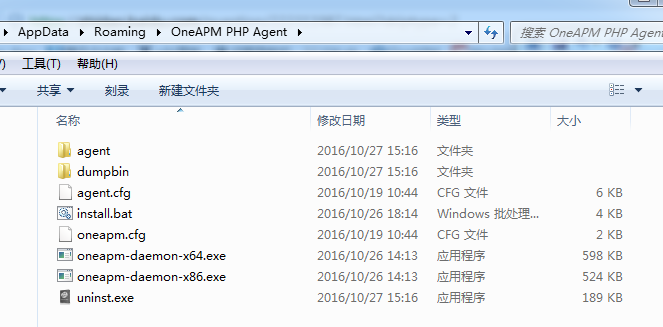 AppData ▸ Roaming ▸ OneAPM PHP Agent ▸ 搜索 OneAPM PHP Agent
工具(T) 帮助(H)
共享 刻录 新建文件夹
名称 修改日期 类型 大小
agent 2016/10/27 15:16 文件夹
dumpbin 2016/10/27 15:16 文件夹
agent.cfg 2016/10/19 10:44 CFG 文件 6 KB
install.bat 2016/10/26 18:14 Windows 批处理... 4 KB
oneapm.cfg 2016/10/19 10:44 CFG 文件 2 KB
oneapm-daemon-x64.exe 2016/10/26 14:13 应用程序 598 KB
oneapm-daemon-x86.exe 2016/10/26 14:13 应用程序 524 KB
uninst.exe 2016/10/27 15:16 应用程序 189 KB